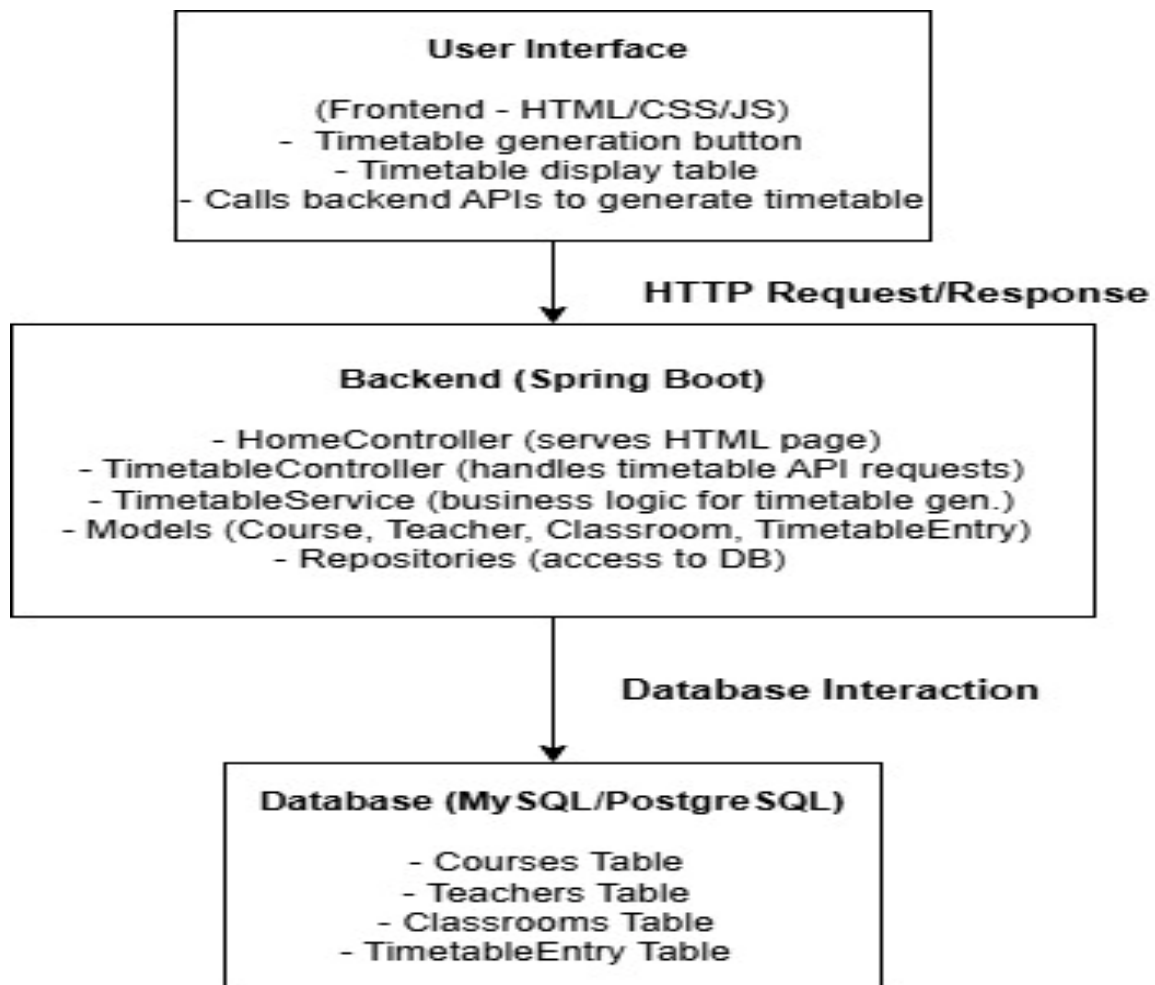 User Interface
(Frontend - HTML/CSS/JS)
- Timetable generation button
- Timetable display table
- Calls backend APIs to generate timetable
HTTP Request/Response
Backend (Spring Boot)
- HomeController (serves HTML page)
- TimetableController (handles timetable API requests)
- TimetableService (business logic for timetable gen.)
- Models (Course, Teacher, Classroom, TimetableEntry)
- Repositories (access to DB)
Database Interaction
Database (MySQL/PostgreSQL)
- Courses Table
- Teachers Table
- Classrooms Table
- TimetableEntry Table